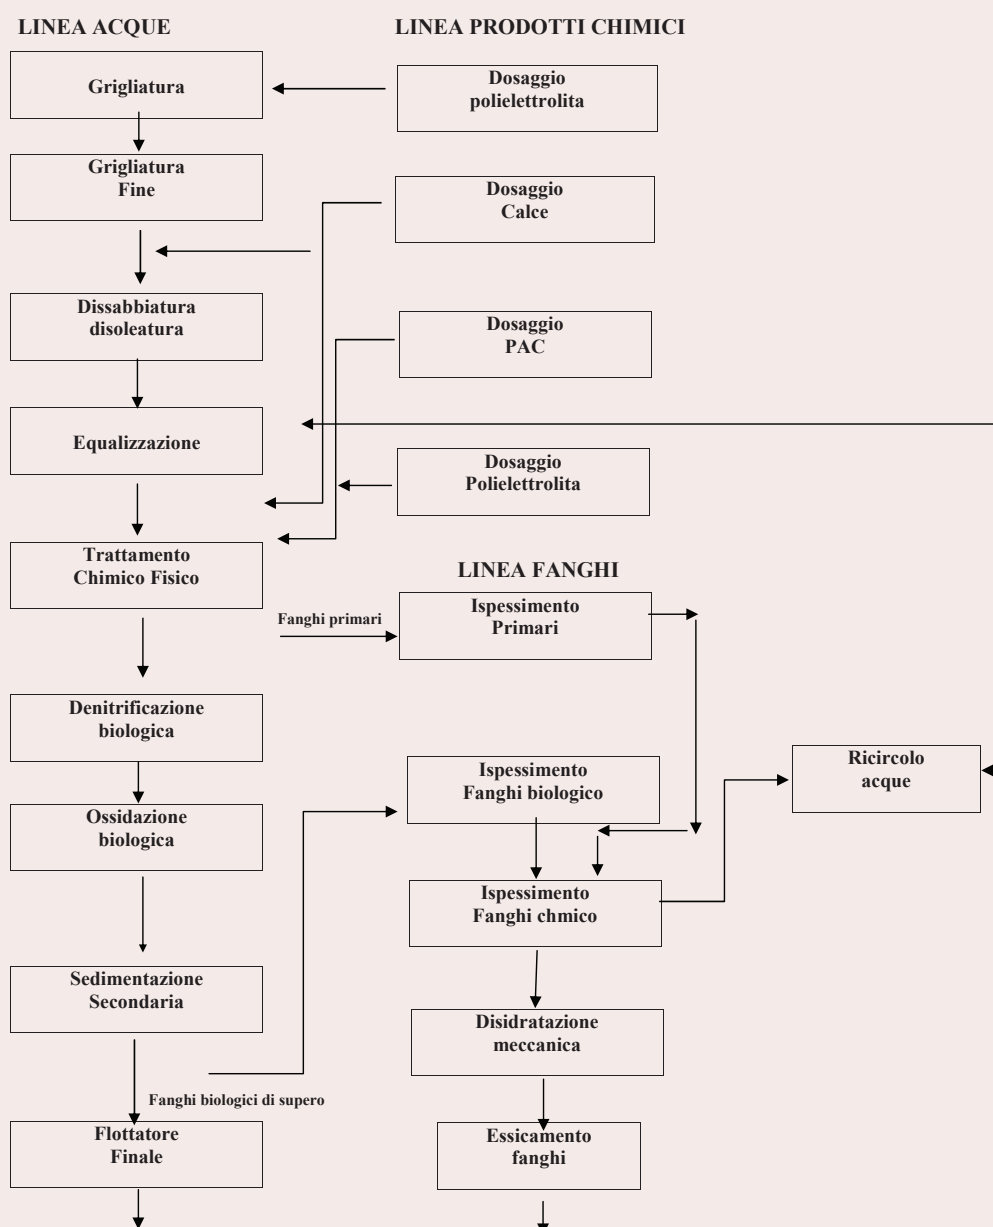 LINEA ACQUE
Grigliatura
Grigliatura
Fine
Dissabbiatura
disoleatura
Equalizzazione
Trattamento
Chimico Fisico
Denitrificazione
biologica
Ossidazione
biologica
Sedimentazione
Secondaria
Fanghi biologici di supero
Flottatore
Finale
LINEA PRODOTTI CHIMICI
Dosaggio
polielettrolita
Dosaggio
Calce
Dosaggio
PAC
Dosaggio
Polielettrolita
LINEA FANGHI
Fanghi primari
Ispessimento
Primari
Ispessimento
Fanghi biologico
Ispessimento
Fanghi chmico
Disidratazione
meccanica
Essicamento
fanghi
Ricircolo
acque